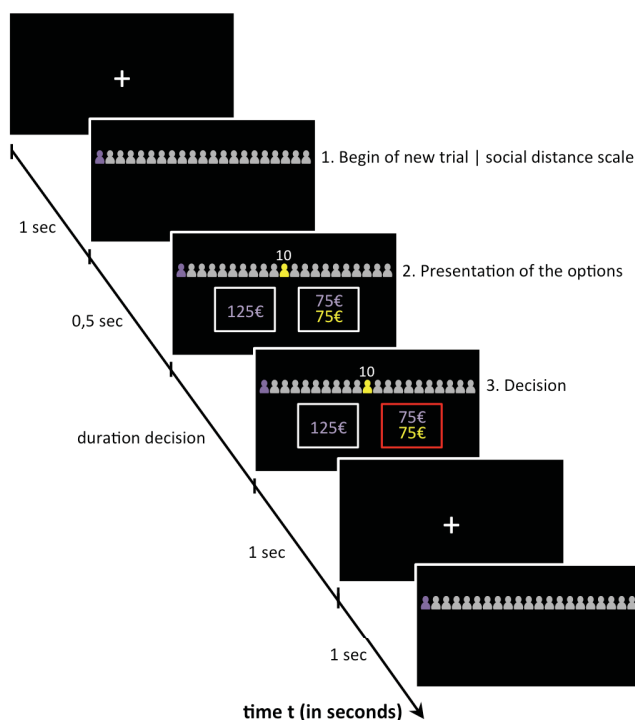 1. Begin of new trial | social distance scale
1 sec
10
2. Presentation of the options
125€
75€
75€
0,5 sec
10
3. Decision
125€
75€
75€
duration decision
1 sec
1 sec
time t (in seconds)